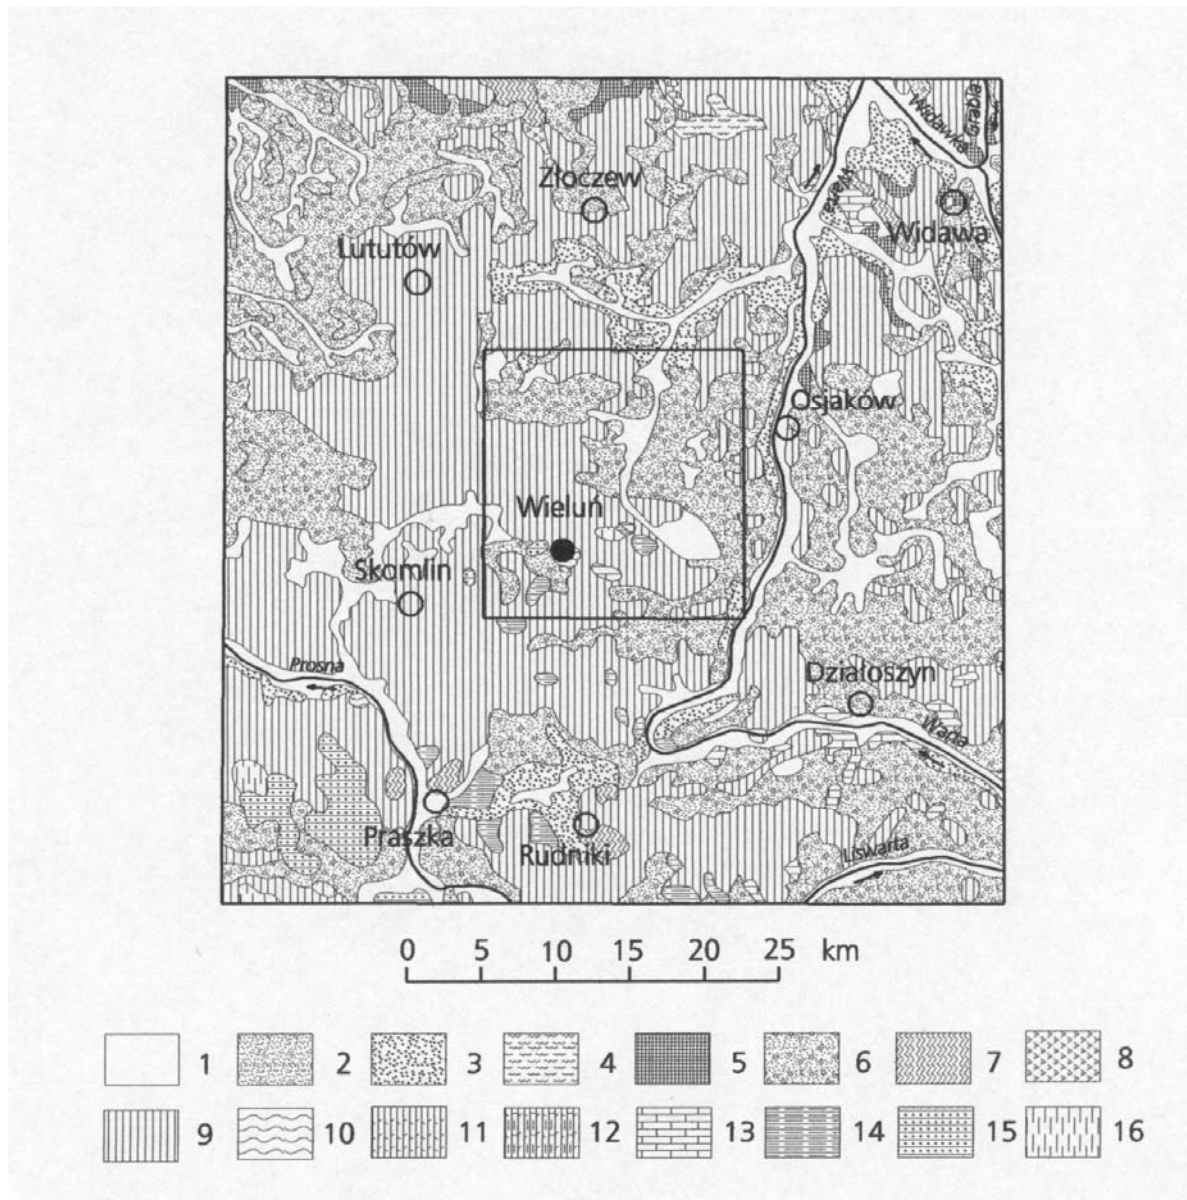 Widawka
Grabia
Złoczew
Warta
Widawa
Lututów
Osjaków
Wieluń
Skomlin
Prosna
Działoszyn
Warta
Praszka
Rudniki
Liswarta
0 5 10 15 20 25 km
1 2 3 4 5 6 7 8
9 10 11 12 13 14 15 16